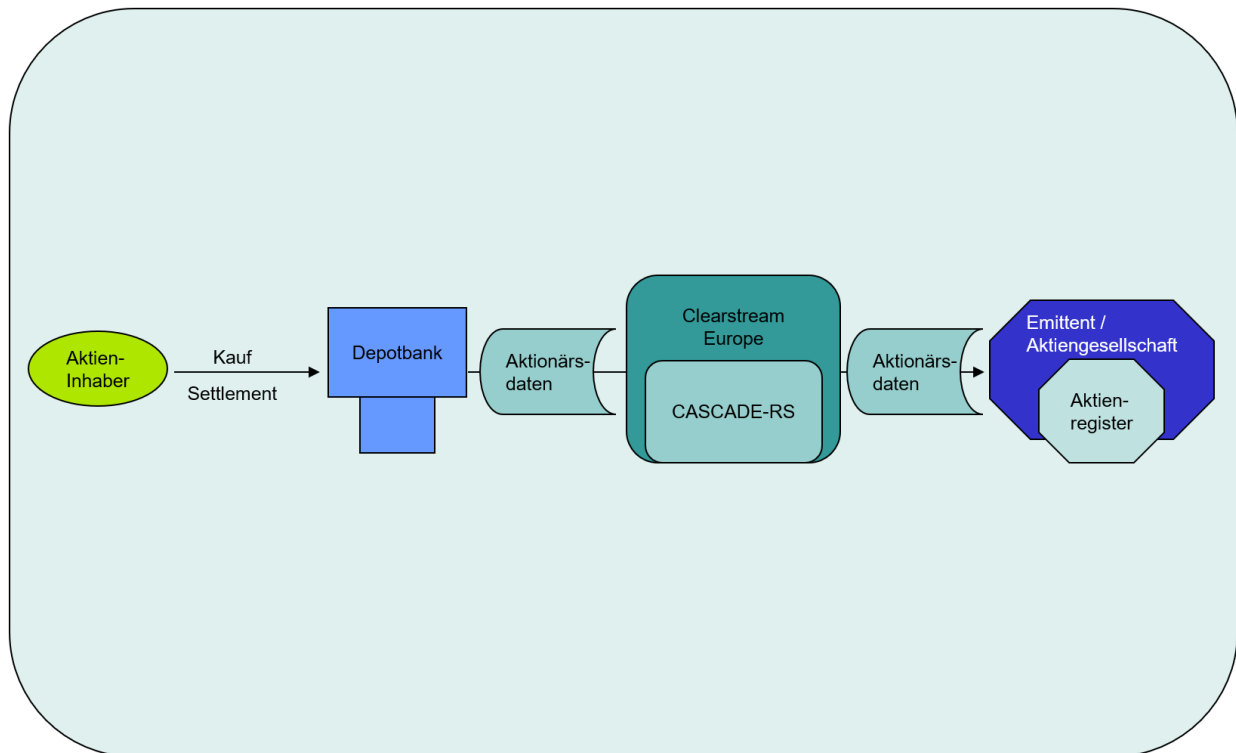 Aktien-
Inhaber
Kauf
Settlement
Depotbank
Aktionärs-
daten
Clearstream
Europe
CASCADE-RS
Aktionärs-
daten
Emittent /
Aktiengesellschaft
Aktien-
register